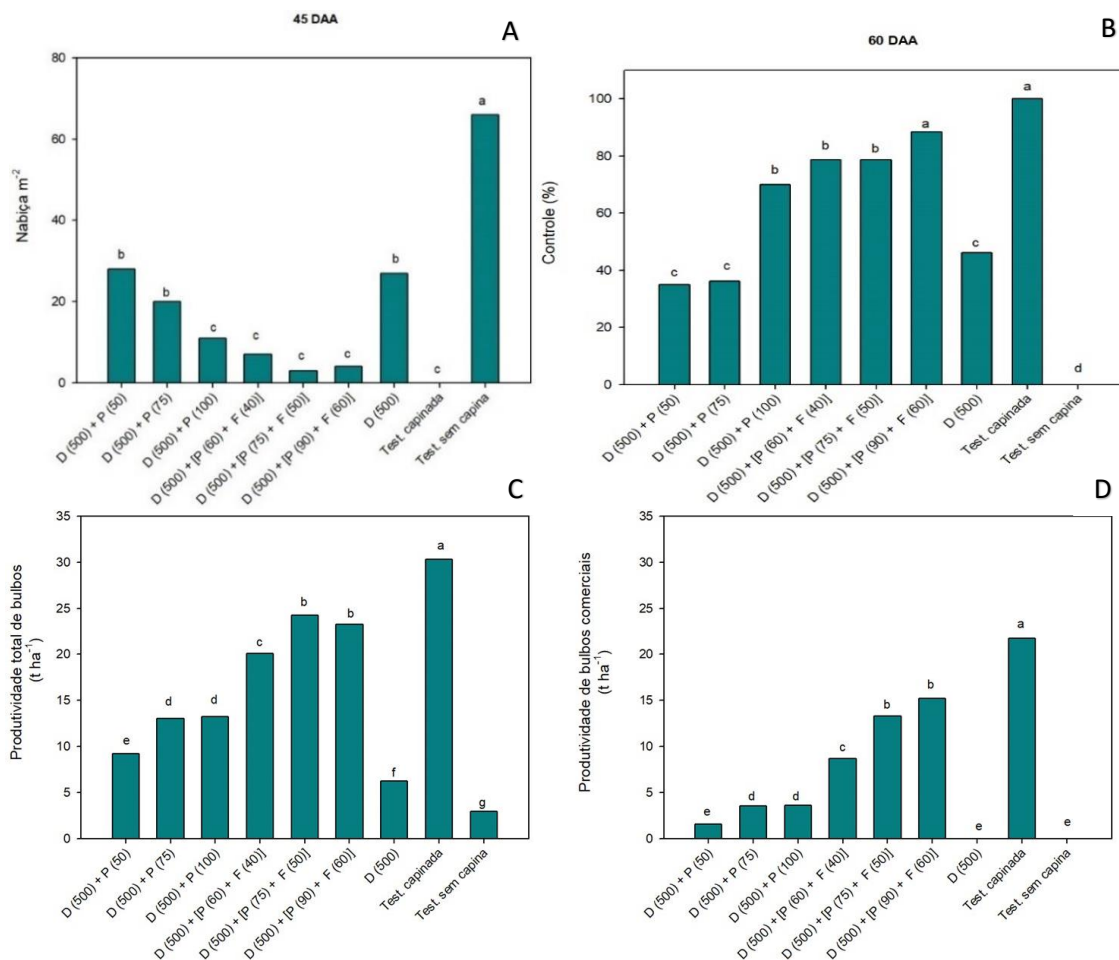 45 DAA
A
Nabiça m-2
80
60
40
20
0
b
b
c
c
c
c
b
c
a
D (500) + P (50)
D (500) + P (75)
D (500) + P (100)
D (500) + [P (60) + F (40)]
D (500) + [P (75) + F (50)]
D (500) + [P (90) + F (60)]
D (500)
Test. capinada
Test. sem capina
60 DAA
B
Controle (%)
100
80
60
40
20
0
c
c
b
b
b
a
c
a
d
D (500) + P (50)
D (500) + P (75)
D (500) + P (100)
D (500) + [P (60) + F (40)]
D (500) + [P (75) + F (50)]
D (500) + [P (90) + F (60)]
D (500)
Test. capinada
Test. sem capina
C
Produtividade total de bulbos
(t ha-1)
35
30
25
20
15
10
5
0
e
d
d
c
b
b
f
a
g
D (500) + P (50)
D (500) + P (75)
D (500) + P (100)
D (500) + [P (60) + F (40)]
D (500) + [P (75) + F (50)]
D (500) + [P (90) + F (60)]
D (500)
Test. capinada
Test. sem capina
D
Produtividade de bulbos comerciais
(t ha-1)
35
30
25
20
15
10
5
0
e
d
d
c
b
b
e
a
e
D (500) + P (50)
D (500) + P (75)
D (500) + P (100)
D (500) + [P (60) + F (40)]
D (500) + [P (75) + F (50)]
D (500) + [P (90) + F (60)]
D (500)
Test. capinada
Test. sem capina